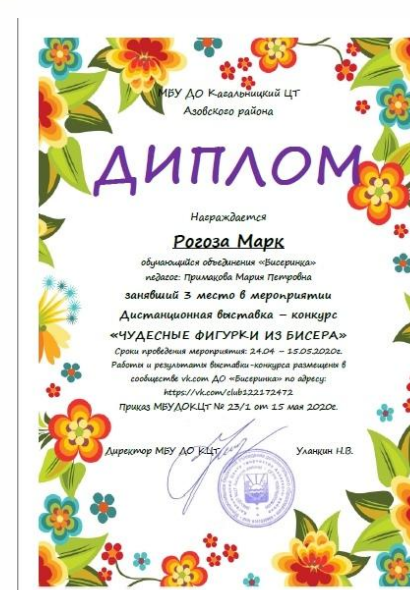 МБУ ДО Кагальницкий ЦТ
Азовского района
ДИПЛОМ
Награждается
Рогоза Марк
обучающийся объединения «Бисеринка»
педагог: Примакова Мария Петровна
занявший 3 место в мероприятии
Дистанционная выставка – конкурс
«ЧУДЕСНЫЕ ФИГУРКИ ИЗ БИСЕРА»
Сроки проведения мероприятия: 24.04 – 15.05.2020г.
Работы и результаты выставки-конкурса размещены в
сообществе vk.com ДО «Бисеринка» по адресу:
https://vk.com/club122172472
Приказ МБУДОКЦТ № 23/1 от 15 мая 2020г.
Директор МБУ ДО КЦТ Уланкин Н.В.